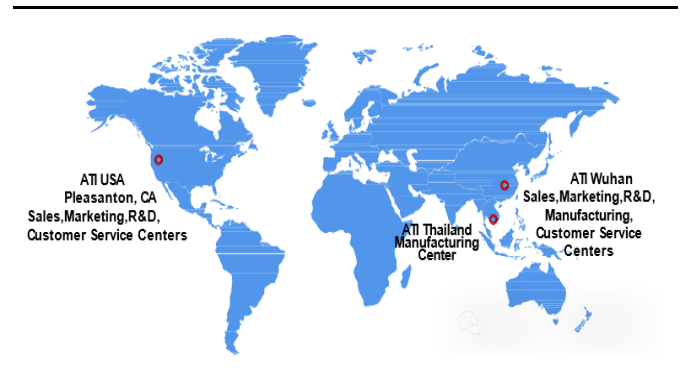 ATI USA
Pleasanton, CA
Sales,Marketing,R&D,
Customer Service Centers
ATI Thailand
Manufacturing
Center
ATI Wuhan
Sales,Marketing,R&D,
Manufacturing,
Customer Service
Centers